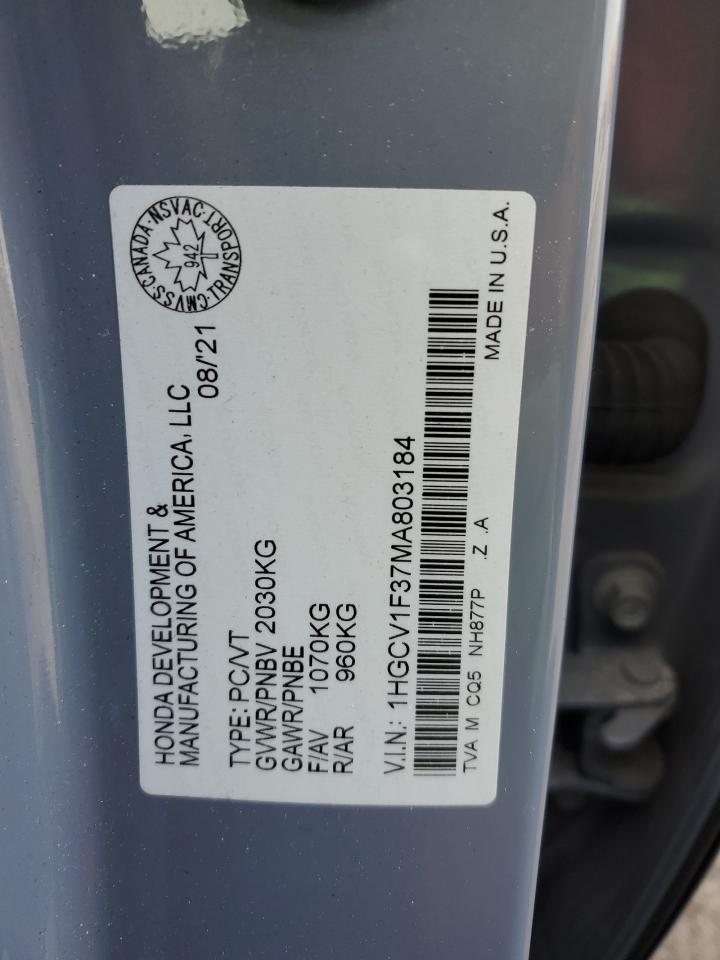 HONDA DEVELOPMENT &
MANUFACTURING OF AMERICA, LLC
08/'21
CMVSS·CANADA·NSVAC·TRANSPORT·
942
TYPE: PC/VT
GVWR/PNBV 2030KG
GAWR/PNBE
F/AV 1070KG
R/AR 960KG
V.I.N.: 1HGCV1F37MA803184
TVA M CQ5 NH877P .Z .A
MADE IN U.S.A.